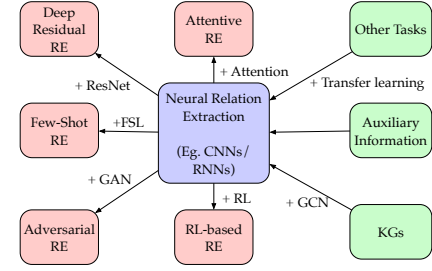 Deep
Residual
RE
Attentive
RE
Other Tasks
+ ResNet
+ Attention
+ Transfer learning
Few-Shot
RE
+FSL
Neural Relation
Extraction
(Eg. CNNs/
RNNs)
Auxiliary
Information
+ GAN
+ RL
+ GCN
Adversarial
RE
RL-based
RE
KGs